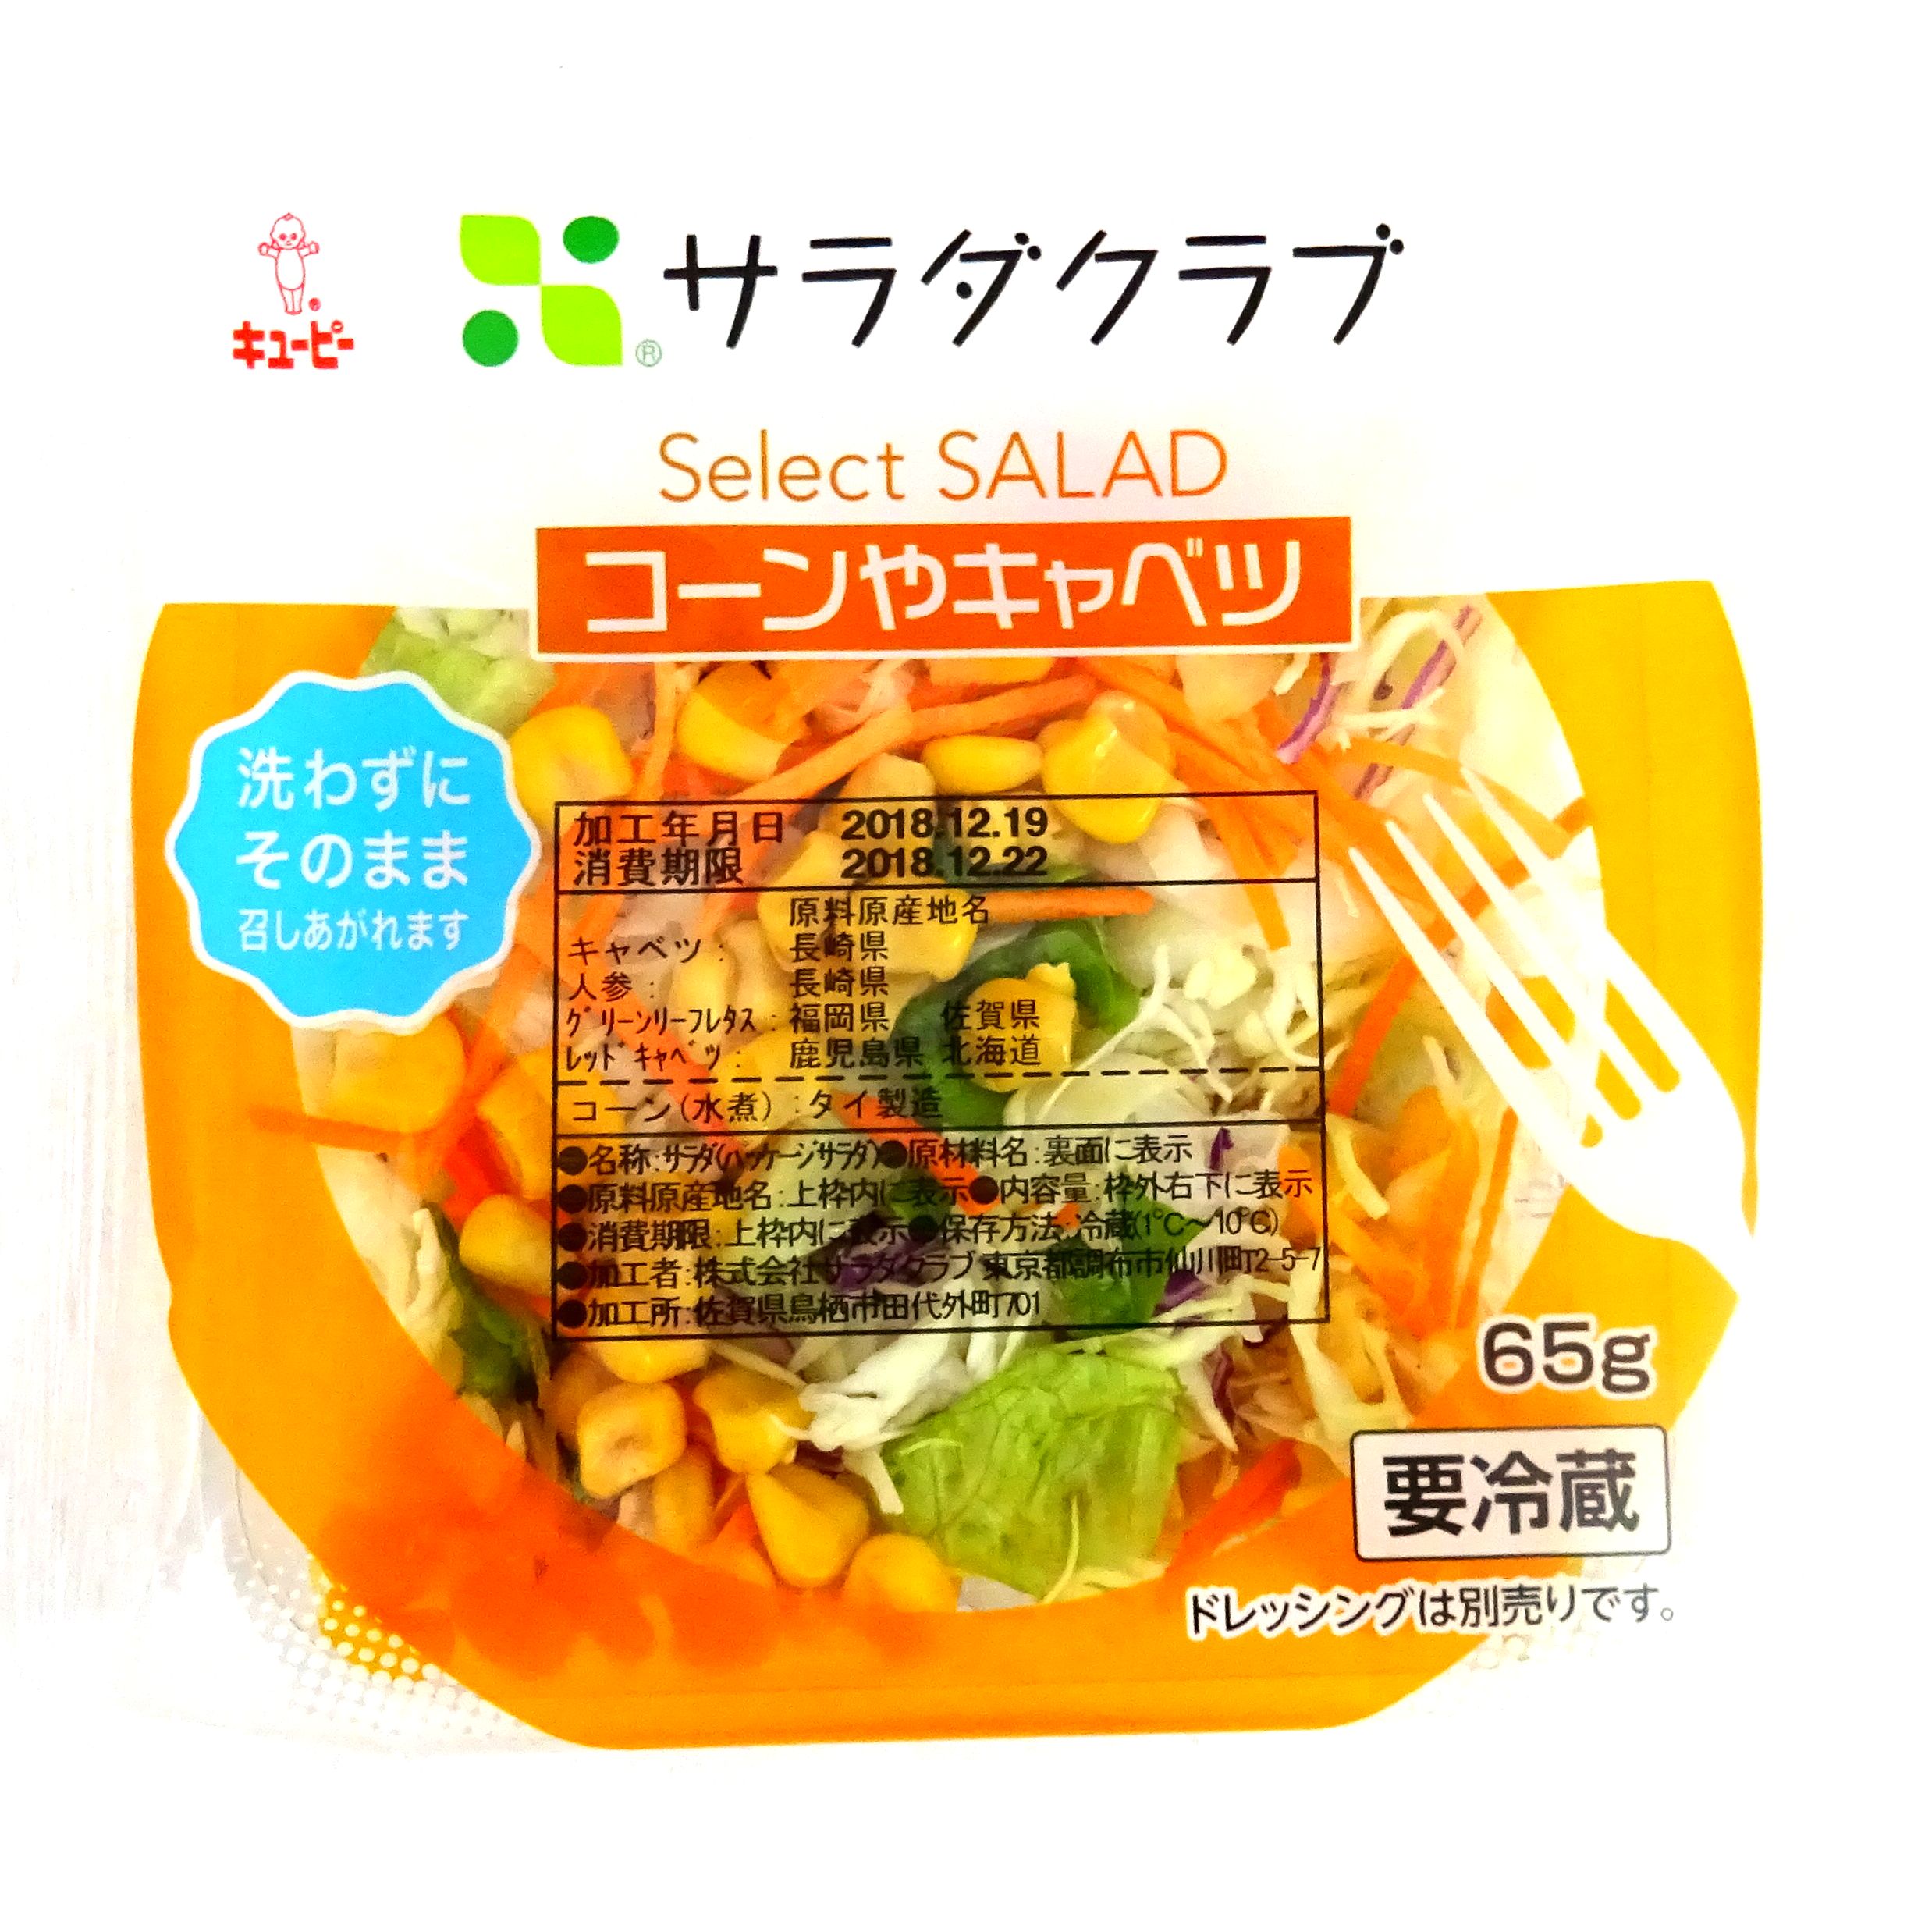 キューピー
サラダクラブ
Select SALAD
コーンやキャベツ
洗わずに
そのまま
召しあがれます
加工年月日 2018.12.19
消費期限 2018.12.22
原料原産地名
キャベツ: 長崎県
人参: 長崎県
グリーンリーフレタス: 福岡県 佐賀県
レッドキャベツ: 鹿児島県 北海道
コーン(水煮):タイ製造
●名称:サラダ(パッケージサラダ)●原材料名:裏面に表示
●原料原産地名:上枠内に表示●内容量:枠外右下に表示
●消費期限:上枠内に表示●保存方法:冷蔵(1℃~10℃)
●加工者:株式会社サラダクラブ 東京都調布市仙川町2-5-7
●加工所:佐賀県鳥栖市田代外町701
65g
要冷蔵
ドレッシングは別売りです。